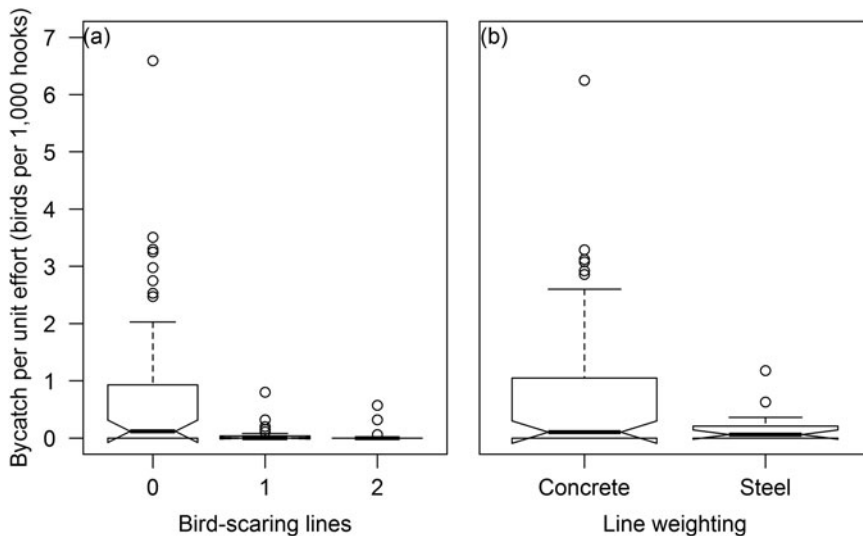 Bycatch per unit effort (birds per 1,000 hooks)
7
6
5
4
3
2
1
0
(a)
0 1 2
Bird-scaring lines
(b)
Concrete Steel
Line weighting